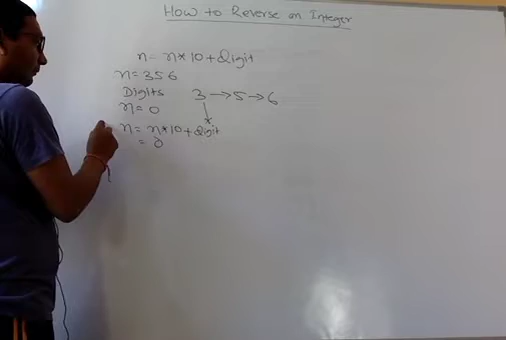 How to Reverse an Integer
n = n*10 + Digit
n = 356
Digits 3 → 5 → 6
n = 0
n = n*10 + digit
= 0